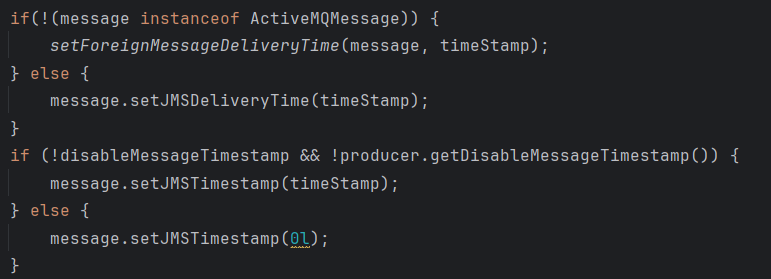 if(!(message instanceof ActiveMQMessage)) {
    setForeignMessageDeliveryTime(message, timeStamp);
} else {
    message.setJMSDeliveryTime(timeStamp);
}
if (!disableMessageTimestamp && !producer.getDisableMessageTimestamp()) {
    message.setJMSTimestamp(timeStamp);
} else {
    message.setJMSTimestamp(0l);
}